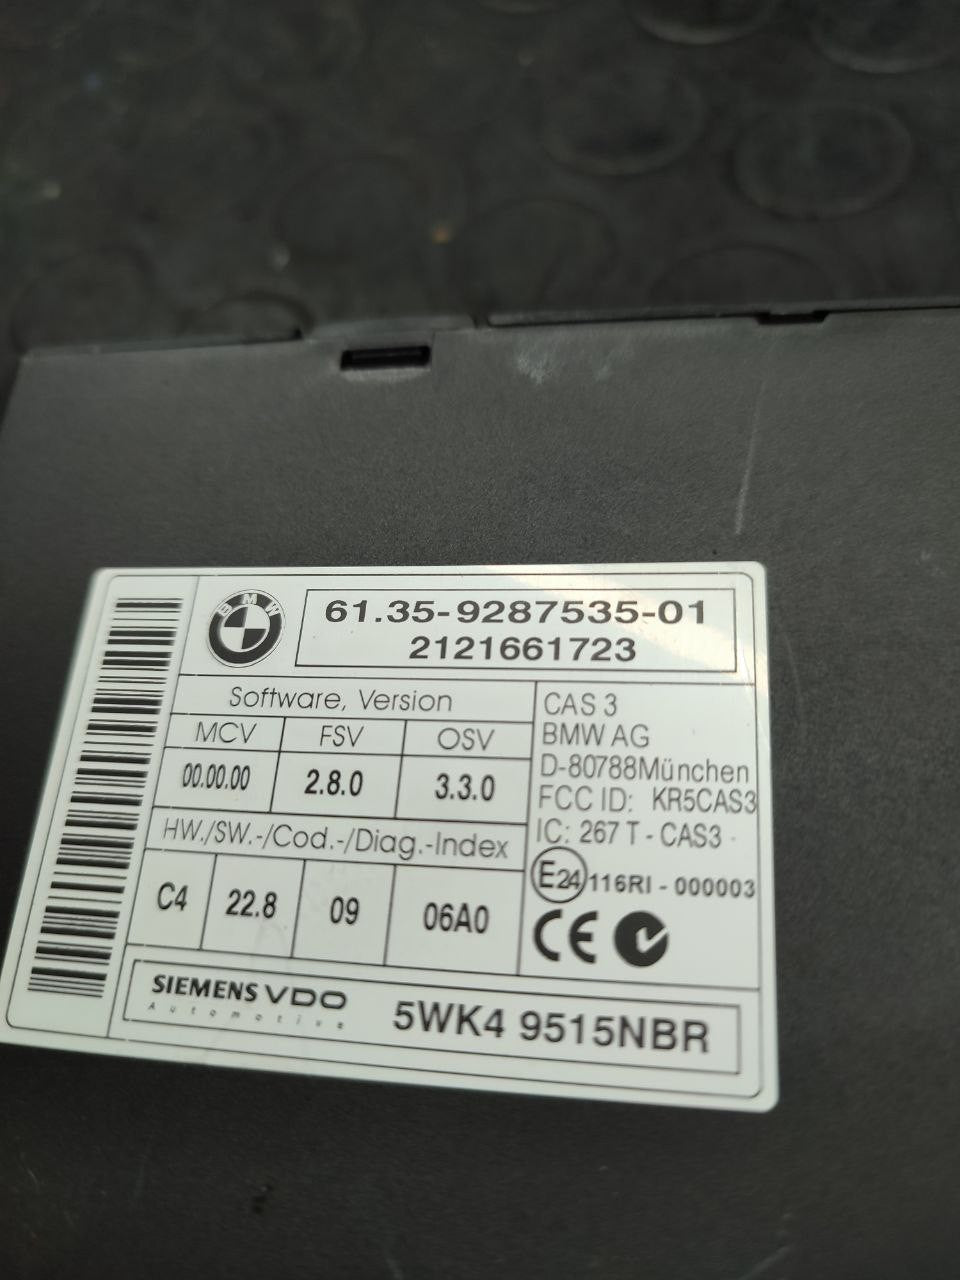 BMW
61.35-9287535-01
2121661723
Software, Version
MCV FSV OSV
00.00.00 2.8.0 3.3.0
HW./SW.-/Cod.-/Diag.-Index
C4 22.8 09 06A0
CAS 3
BMW AG
D-80788München
FCC ID: KR5CAS3
IC: 267 T - CAS3
E24 116RI - 000003
CE
SIEMENS VDO
Automotive
5WK4 9515NBR